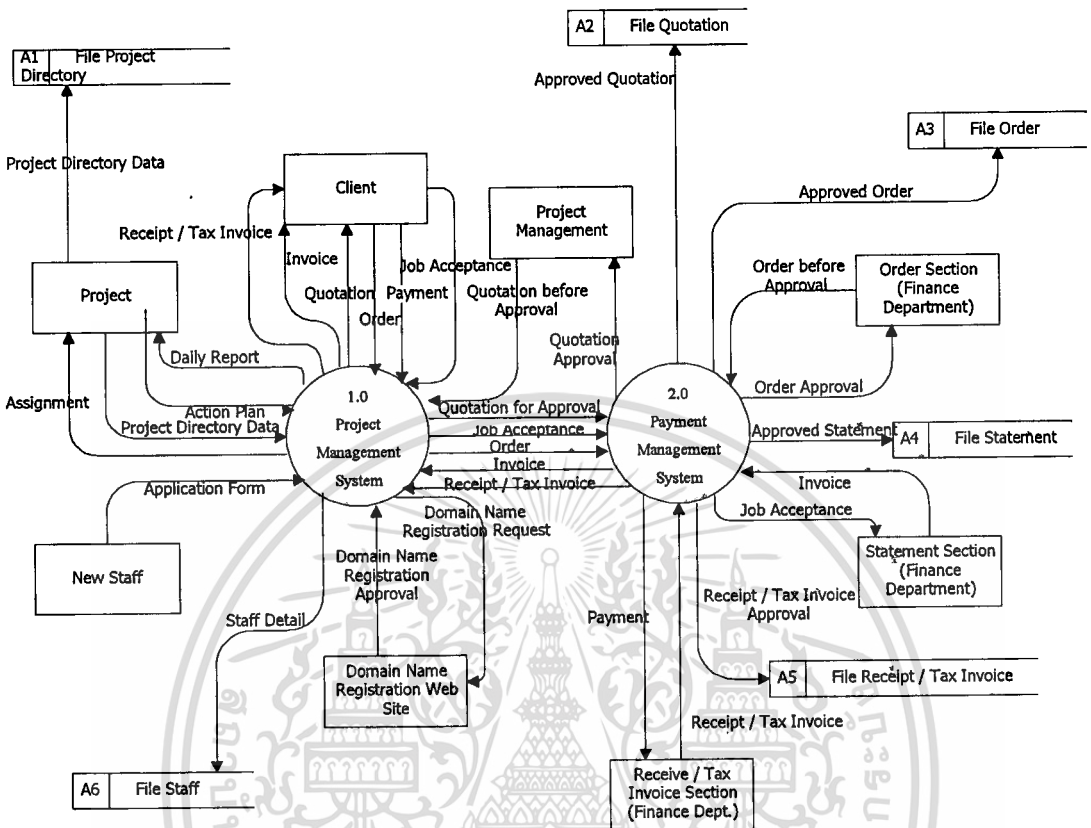 A2 File Quotation
A1 File Project
Directory
Approved Quotation
A3 File Order
Project Directory Data
Client
Project
Management
Approved Order
Receipt / Tax Invoice
Invoice
Job Acceptance
Order before
Approval
Order Section
(Finance
Department)
Project
Quotation
Payment
Order
Quotation before
Approval
Quotation
Approval
Daily Report
Assignment
Action Plan
Project Directory Data
1.0
Project
Management
System
Quotation for Approval
Job Acceptance
Order
Invoice
Receipt / Tax Invoice
2.0
Payment
Management
System
Order Approval
Approved Statement
A4 File Statement
Application Form
Invoice
Job Acceptance
Domain Name
Registration Request
New Staff
Domain Name
Registration
Approval
Statement Section
(Finance
Department)
Staff Detail
Payment
Receipt / Tax Invoice
Approval
Domain Name
Registration Web
Site
A5 File Receipt / Tax Invoice
Receipt / Tax Invoice
A6 File Staff
Receive / Tax
Invoice Section
(Finance Dept.)